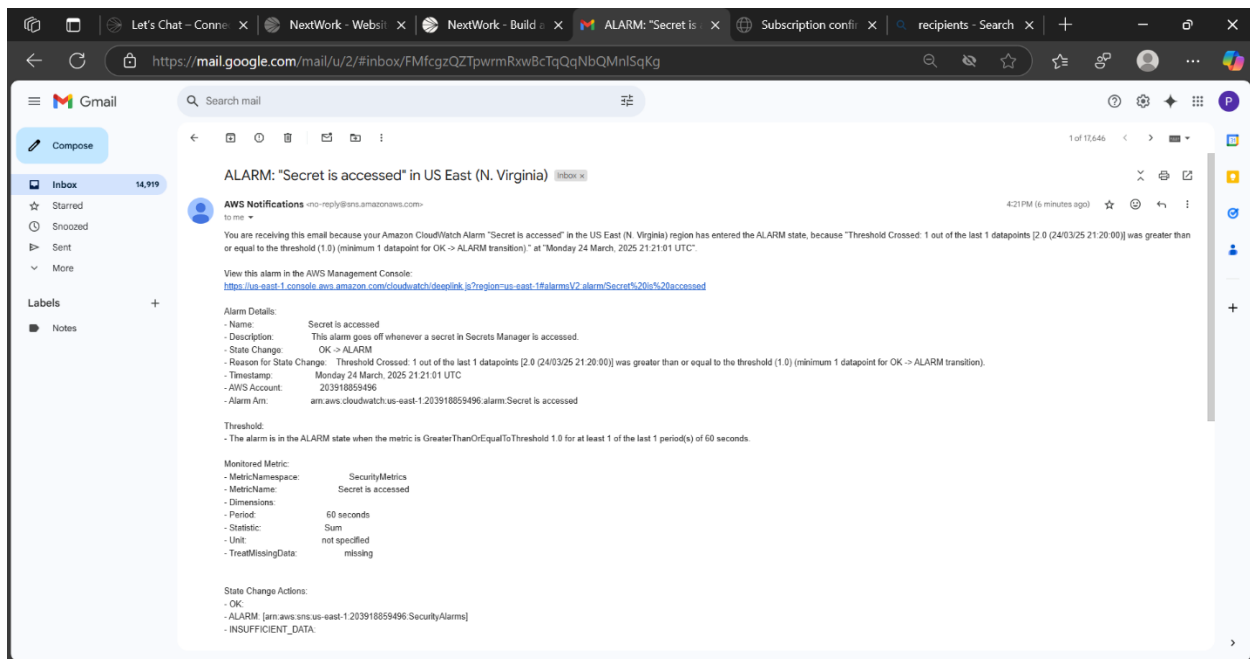 Let's Chat – Conne
NextWork - Websit
NextWork - Build a
ALARM: "Secret is a
Subscription confir
recipients - Search
https://mail.google.com/mail/u/2/#inbox/FMfcgzQZTpwrmRxwBcTqQqNbQMnlSqKg
Gmail
Search mail
P
Compose
1 of 17,646
Inbox 14,919
Starred
Snoozed
Sent
More
Labels
Notes
ALARM: "Secret is accessed" in US East (N. Virginia) Inbox x
AWS Notifications <no-reply@sns.amazonaws.com>
4:21 PM (6 minutes ago)
to me
You are receiving this email because your Amazon CloudWatch Alarm "Secret is accessed" in the US East (N. Virginia) region has entered the ALARM state, because "Threshold Crossed: 1 out of the last 1 datapoints [2.0 (24/03/25 21:20:00)] was greater than
or equal to the threshold (1.0) (minimum 1 datapoint for OK -> ALARM transition)." at "Monday 24 March, 2025 21:21:01 UTC".
View this alarm in the AWS Management Console:
https://us-east-1.console.aws.amazon.com/cloudwatch/deeplink.js?region=us-east-1#alarmsV2:alarm/Secret%20is%20accessed
Alarm Details:
- Name: Secret is accessed
- Description: This alarm goes off whenever a secret in Secrets Manager is accessed.
- State Change: OK -> ALARM
- Reason for State Change: Threshold Crossed: 1 out of the last 1 datapoints [2.0 (24/03/25 21:20:00)] was greater than or equal to the threshold (1.0) (minimum 1 datapoint for OK -> ALARM transition).
- Timestamp: Monday 24 March, 2025 21:21:01 UTC
- AWS Account: 203918859496
- Alarm Arn: arn:aws:cloudwatch:us-east-1:203918859496:alarm:Secret is accessed
Threshold:
- The alarm is in the ALARM state when the metric is GreaterThanOrEqualToThreshold 1.0 for at least 1 of the last 1 period(s) of 60 seconds.
Monitored Metric:
- MetricNamespace: SecurityMetrics
- MetricName: Secret is accessed
- Dimensions:
- Period: 60 seconds
- Statistic: Sum
- Unit: not specified
- TreatMissingData: missing
State Change Actions:
- OK:
- ALARM: [arn:aws:sns:us-east-1:203918859496:SecurityAlarms]
- INSUFFICIENT_DATA: